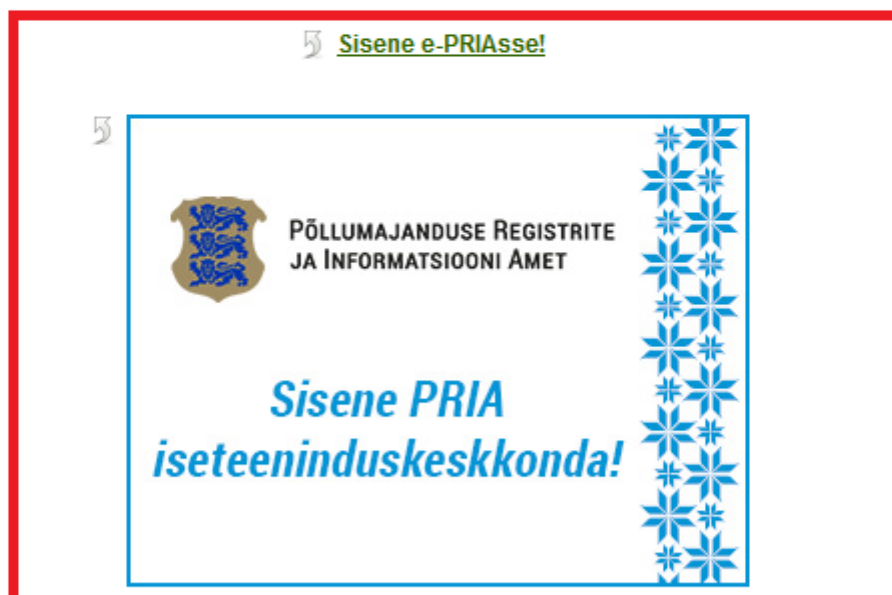 Sisene e-PRIAsse!
PÕLLUMAJANDUSE REGISTRITE
JA INFORMATSIOONI AMET
Sisene PRIA
iseteeninduskeskkonda!